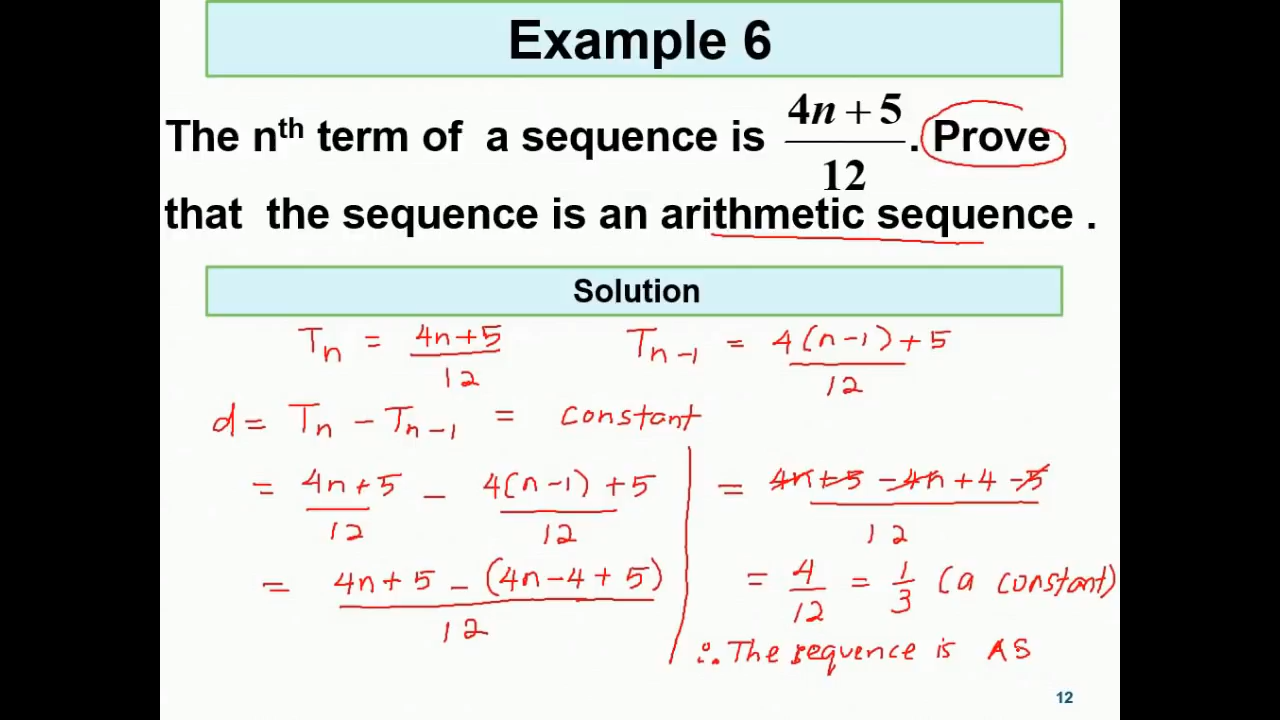 Example 6
The nth term of a sequence is (4n + 5)/12 . Prove
that the sequence is an arithmetic sequence .
Solution
Tn = (4n+5)/12    Tn-1 = (4(n-1)+5)/12
d = Tn - Tn-1 = constant
= (4n+5)/12 - (4(n-1)+5)/12
= (4n+5-(4n-4+5))/12
= (4n+5-4n+4-5)/12
= 4/12 = 1/3 (a constant)
∴ The sequence is AS
12